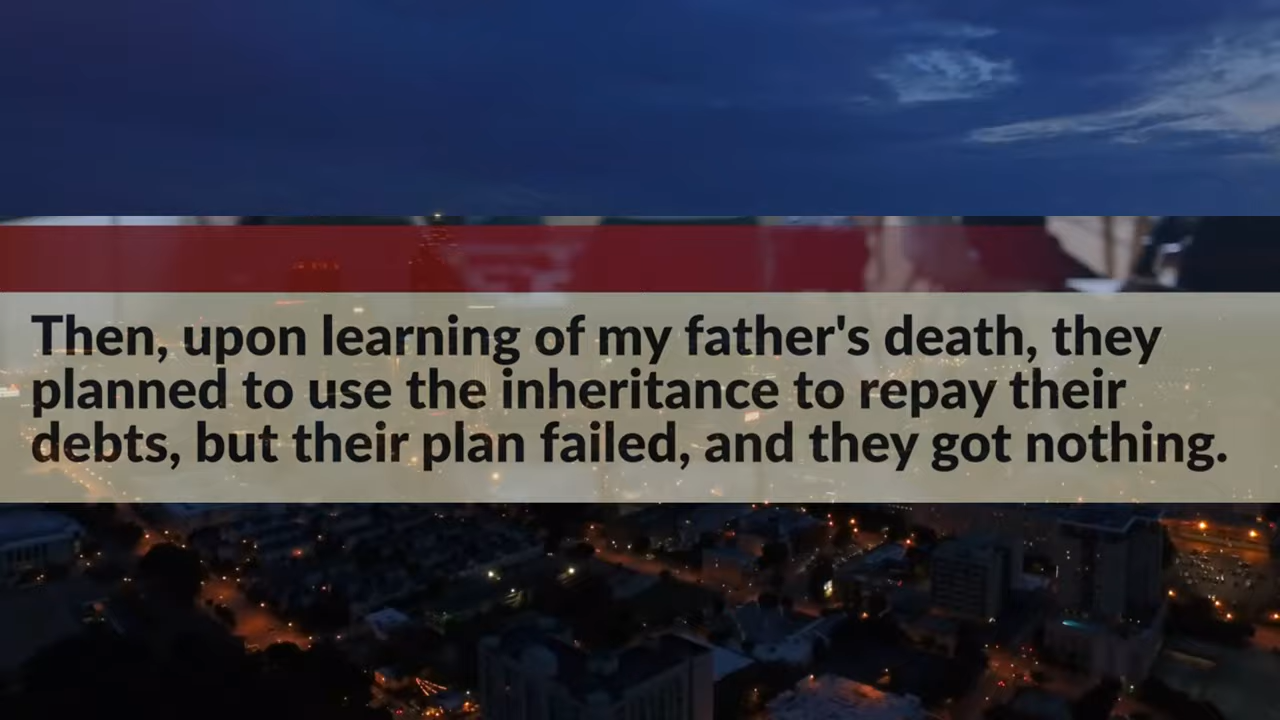 Then, upon learning of my father's death, they
planned to use the inheritance to repay their
debts, but their plan failed, and they got nothing.